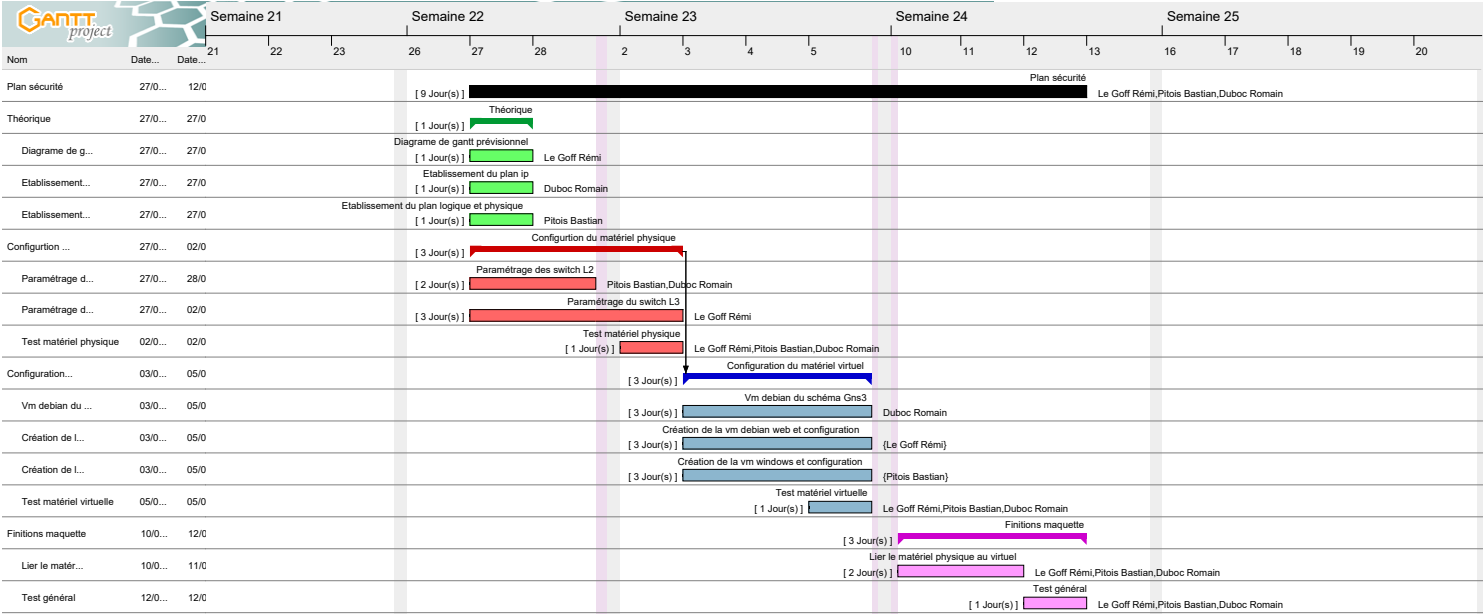 GANTT project
Semaine 21 Semaine 22 Semaine 23 Semaine 24 Semaine 25
21 22 23 26 27 28 2 3 4 5 10 11 12 13 16 17 18 19 20
Nom Date... Date...
Plan sécurité 27/0... 12/0 [ 9 Jour(s) ] Plan sécurité Le Goff Rémi,Pitois Bastian,Duboc Romain
Théorique 27/0... 27/0 [ 1 Jour(s) ] Théorique
Diagrame de g... 27/0... 27/0 [ 1 Jour(s) ] Diagrame de gantt prévisionnel Le Goff Rémi
Etablissement... 27/0... 27/0 [ 1 Jour(s) ] Etablissement du plan ip Duboc Romain
Etablissement... 27/0... 27/0 [ 1 Jour(s) ] Etablissement du plan logique et physique Pitois Bastian
Configurtion ... 27/0... 02/0 [ 3 Jour(s) ] Configurtion du matériel physique
Paramétrage d... 27/0... 28/0 [ 2 Jour(s) ] Paramétrage des switch L2 Pitois Bastian,Duboc Romain
Paramétrage d... 27/0... 02/0 [ 3 Jour(s) ] Paramétrage du switch L3 Le Goff Rémi
Test matériel physique 02/0... 02/0 [ 1 Jour(s) ] Test matériel physique Le Goff Rémi,Pitois Bastian,Duboc Romain
Configuration... 03/0... 05/0 [ 3 Jour(s) ] Configuration du matériel virtuel
Vm debian du ... 03/0... 05/0 [ 3 Jour(s) ] Vm debian du schéma Gns3 Duboc Romain
Création de l... 03/0... 05/0 [ 3 Jour(s) ] Création de la vm debian web et configuration {Le Goff Rémi}
Création de l... 03/0... 05/0 [ 3 Jour(s) ] Création de la vm windows et configuration {Pitois Bastian}
Test matériel virtuelle 05/0... 05/0 [ 1 Jour(s) ] Test matériel virtuelle Le Goff Rémi,Pitois Bastian,Duboc Romain
Finitions maquette 10/0... 12/0 [ 3 Jour(s) ] Finitions maquette
Lier le matér... 10/0... 11/0 [ 2 Jour(s) ] Lier le matériel physique au virtuel Le Goff Rémi,Pitois Bastian,Duboc Romain
Test général 12/0... 12/0 [ 1 Jour(s) ] Test général Le Goff Rémi,Pitois Bastian,Duboc Romain